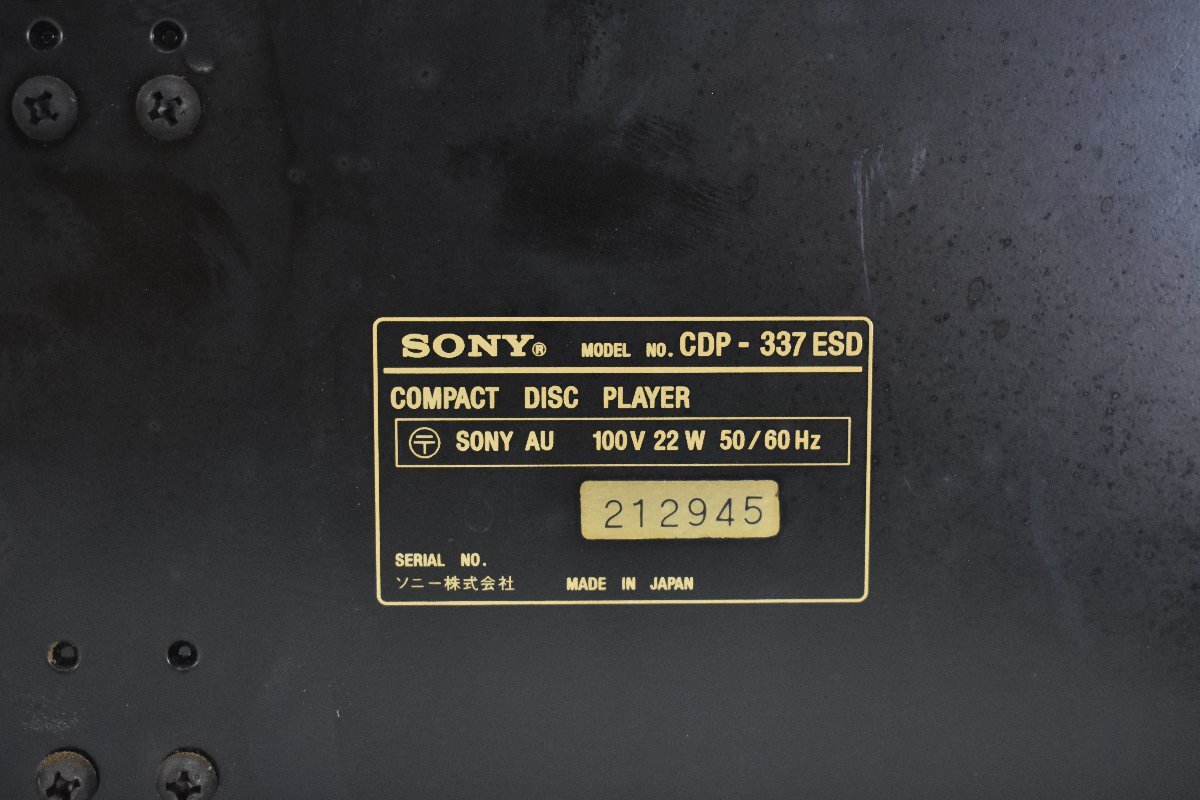 SONY® MODEL NO. CDP - 337 ESD
COMPACT DISC PLAYER
〒 SONY AU 100V 22 W 50/60 Hz
212945
SERIAL NO.
ソニー株式会社 MADE IN JAPAN